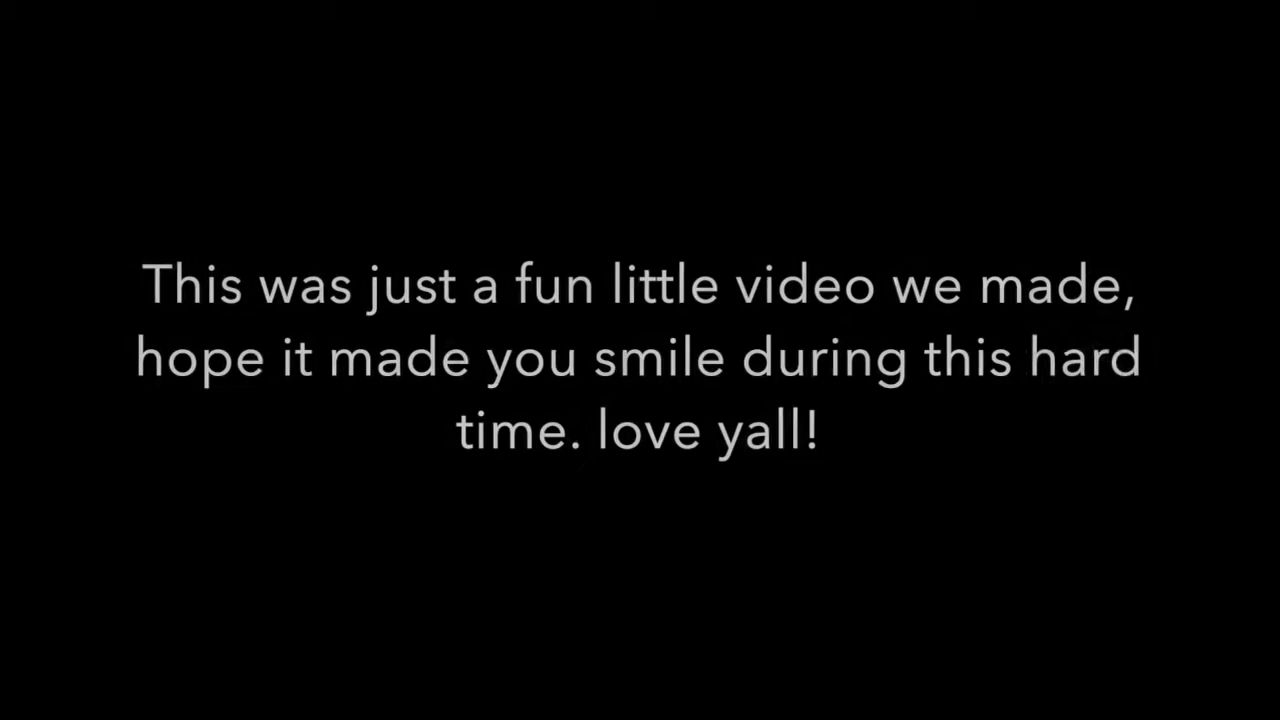 This was just a fun little video we made,
hope it made you smile during this hard
time. love yall!